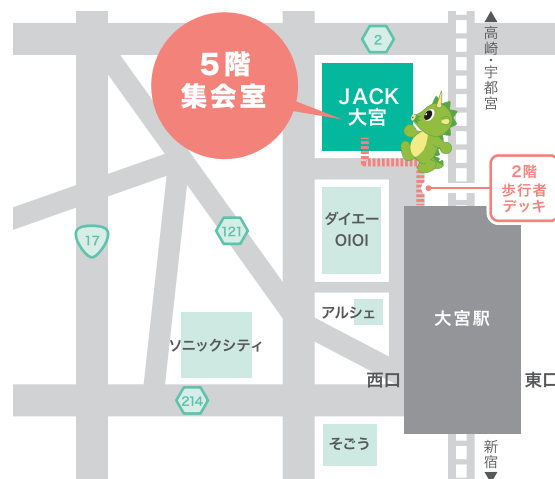 2
▲
高崎・宇都宮
5階
集会室
JACK
大宮
2階
歩行者
デッキ
17
121
ダイエー
OIOI
アルシェ
大宮駅
ソニックシティ
西口
東口
214
そごう
新宿
▼